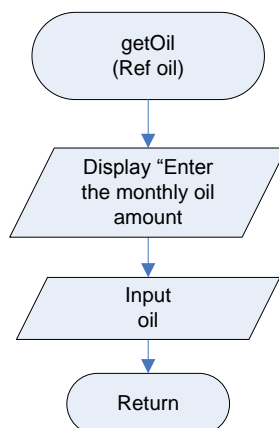 getOil
(Ref oil)
Display “Enter
the monthly oil
amount
Input
oil
Return